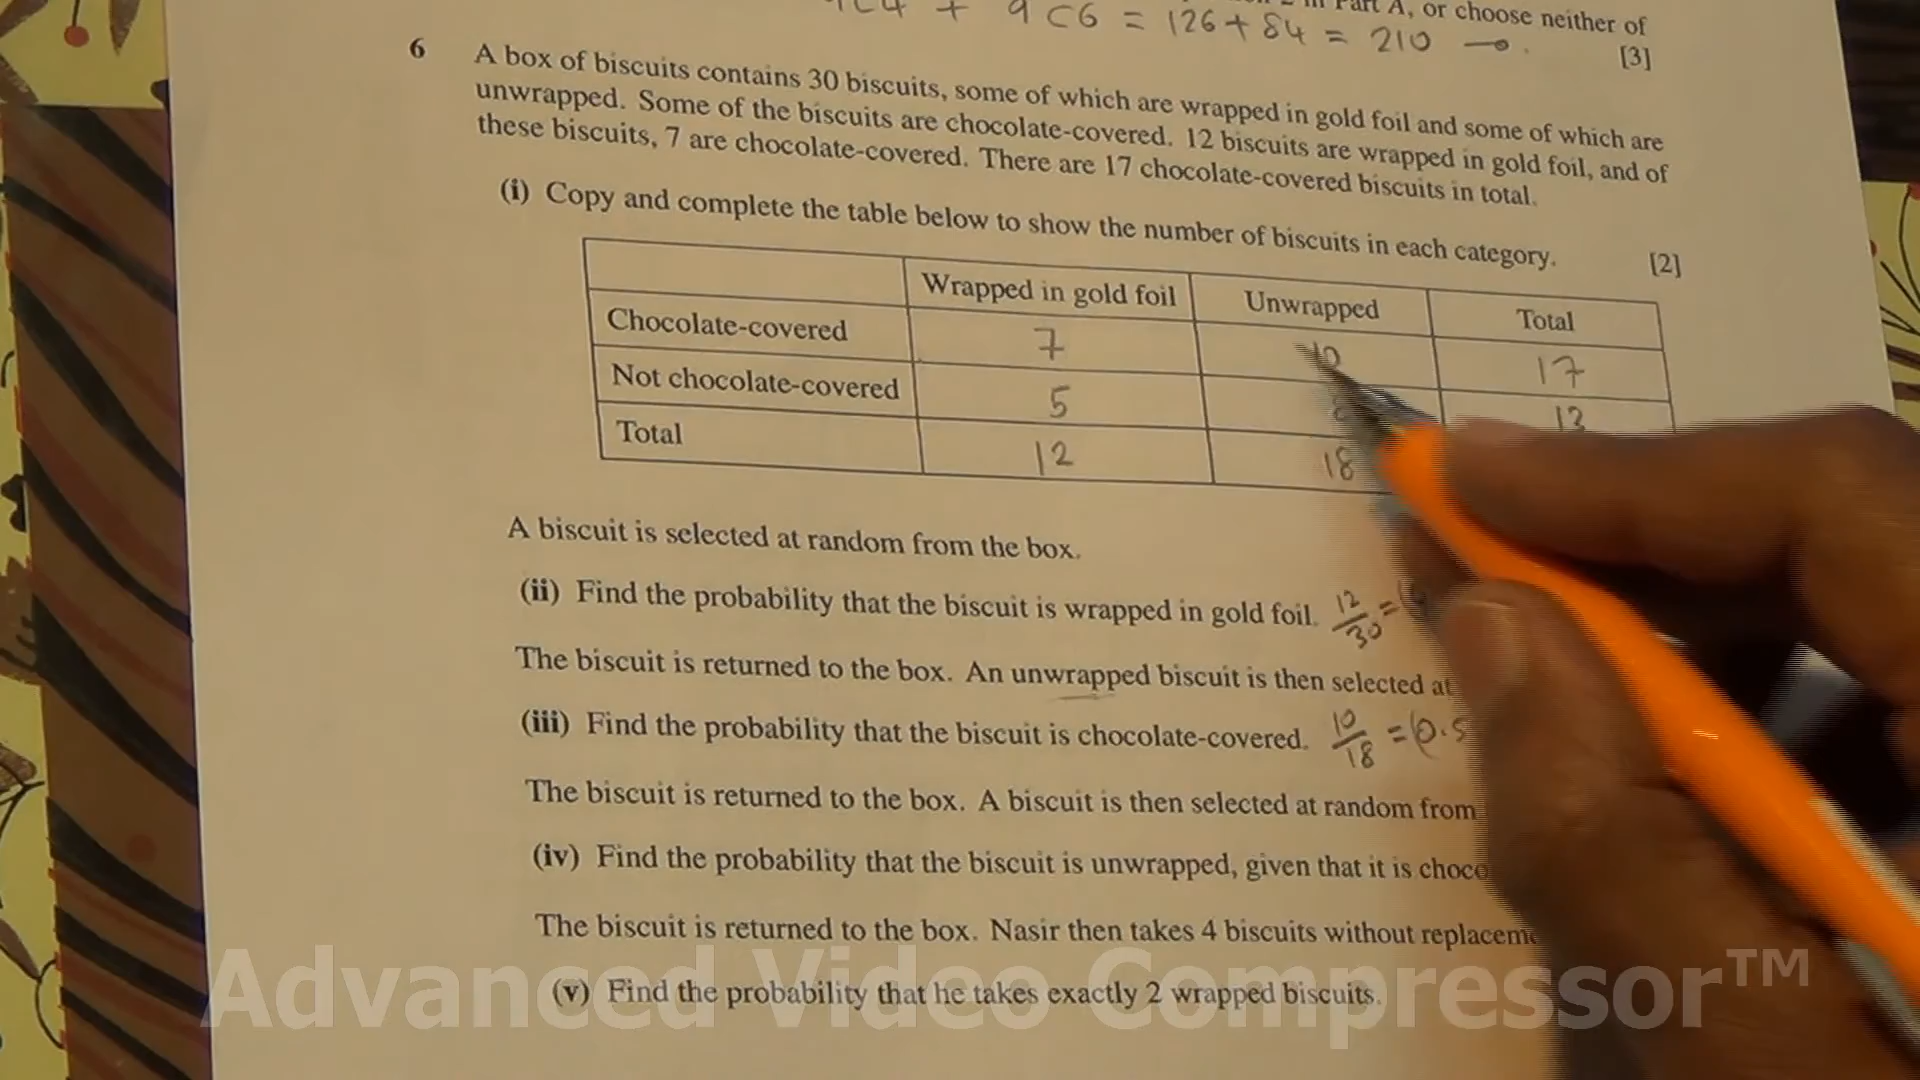 Part A, or choose neither of
9C6 = 126 + 84 = 210
[3]
6 A box of biscuits contains 30 biscuits, some of which are wrapped in gold foil and some of which are
unwrapped. Some of the biscuits are chocolate-covered. 12 biscuits are wrapped in gold foil, and of
these biscuits, 7 are chocolate-covered. There are 17 chocolate-covered biscuits in total.
(i) Copy and complete the table below to show the number of biscuits in each category. [2]
Wrapped in gold foil Unwrapped Total
Chocolate-covered 7 10 17
Not chocolate-covered 5 13
Total 12 18
A biscuit is selected at random from the box.
(ii) Find the probability that the biscuit is wrapped in gold foil. 12/30 =
The biscuit is returned to the box. An unwrapped biscuit is then selected at
(iii) Find the probability that the biscuit is chocolate-covered. 10/18 = 0.5
The biscuit is returned to the box. A biscuit is then selected at random from
(iv) Find the probability that the biscuit is unwrapped, given that it is choco
The biscuit is returned to the box. Nasir then takes 4 biscuits without replaceme
(v) Find the probability that he takes exactly 2 wrapped biscuits.
Advanced Video Compressor™